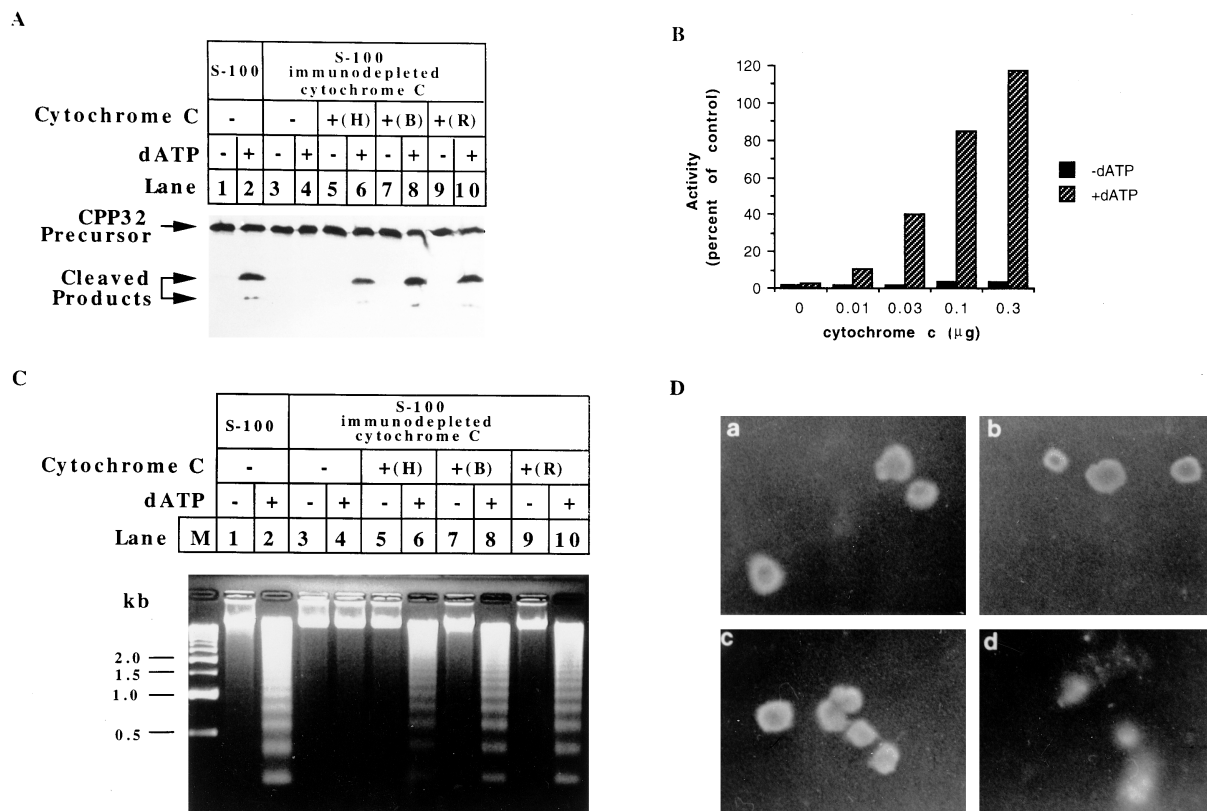 A
S-100
S-100
immunodepleted
cytochrome C
Cytochrome C - - +(H) +(B) +(R)
dATP - + - + - + - + - +
Lane 1 2 3 4 5 6 7 8 9 10
CPP32
Precursor
Cleaved
Products
B
Activity
(percent of control)
120
100
80
60
40
20
0
0 0.01 0.03 0.1 0.3
cytochrome c (μg)
-dATP
+dATP
C
S-100
S-100
immunodepleted
cytochrome C
Cytochrome C - - +(H) +(B) +(R)
dATP - + - + - + - + - +
Lane M 1 2 3 4 5 6 7 8 9 10
kb
2.0
1.5
1.0
0.5
D
a
b
c
d